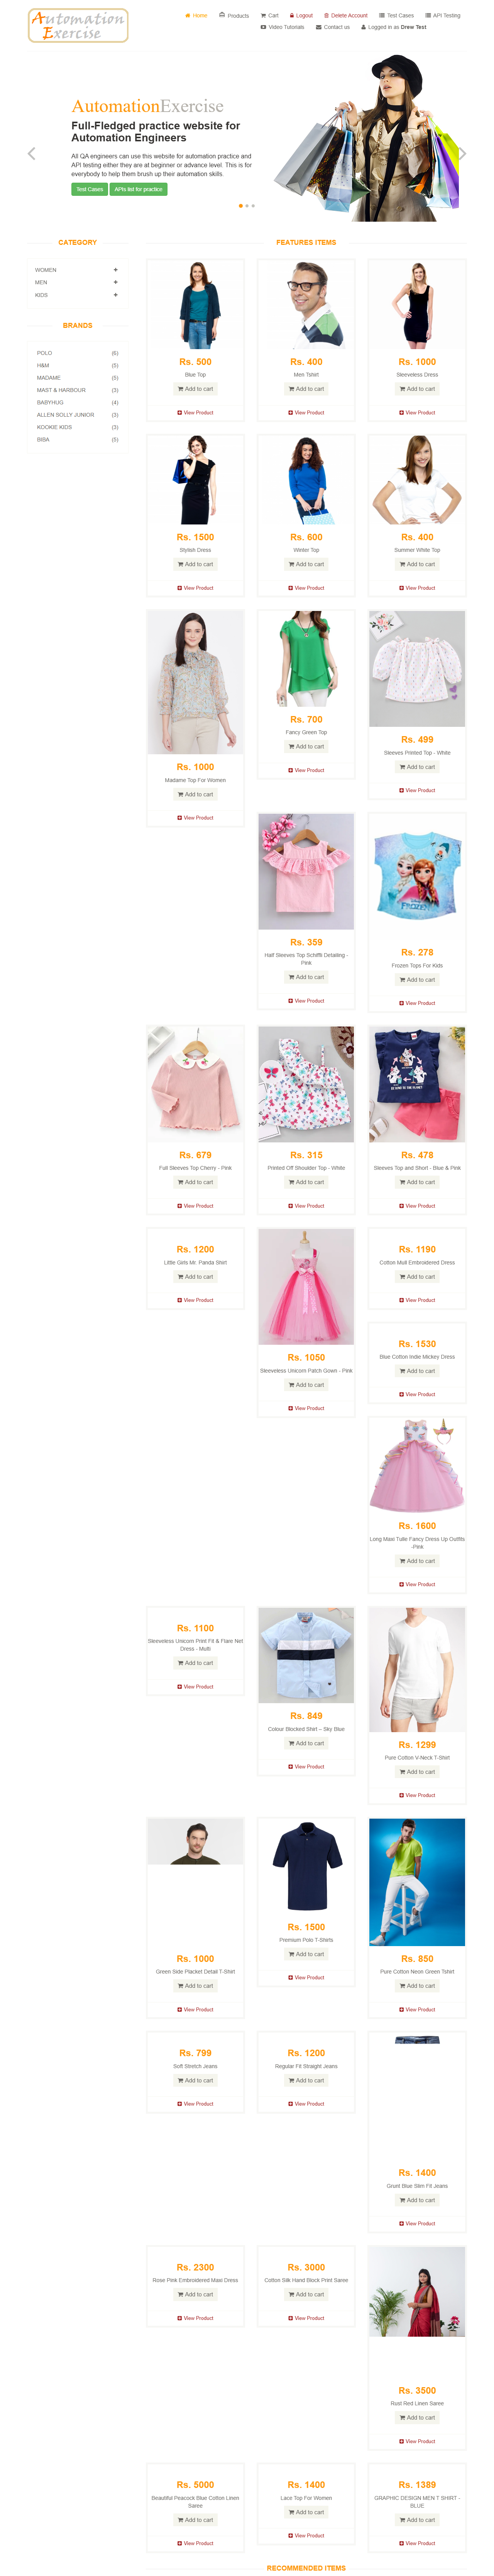 Automation
Exercise
Home
Products
Cart
Logout
Delete Account
Test Cases
API Testing
Video Tutorials
Contact us
Logged in as Drew Test
AutomationExercise
Full-Fledged practice website for
Automation Engineers
All QA engineers can use this website for automation practice and
API testing either they are at beginner or advance level. This is for
everybody to help them brush up their automation skills.
Test Cases
APIs list for practice
CATEGORY
WOMEN
MEN
KIDS
BRANDS
POLO (6)
H&M (5)
MADAME (5)
MAST & HARBOUR (3)
BABYHUG (4)
ALLEN SOLLY JUNIOR (3)
KOOKIE KIDS (3)
BIBA (5)
FEATURES ITEMS
Rs. 500
Blue Top
Add to cart
View Product
Rs. 400
Men Tshirt
Add to cart
View Product
Rs. 1000
Sleeveless Dress
Add to cart
View Product
Rs. 1500
Stylish Dress
Add to cart
View Product
Rs. 600
Winter Top
Add to cart
View Product
Rs. 400
Summer White Top
Add to cart
View Product
Rs. 1000
Madame Top For Women
Add to cart
View Product
Rs. 700
Fancy Green Top
Add to cart
View Product
Rs. 499
Sleeves Printed Top - White
Add to cart
View Product
Rs. 359
Half Sleeves Top Schiffli Detailing -
Pink
Add to cart
View Product
FROZEN
Rs. 278
Frozen Tops For Kids
Add to cart
View Product
Rs. 679
Full Sleeves Top Cherry - Pink
Add to cart
View Product
Rs. 315
Printed Off Shoulder Top - White
Add to cart
View Product
Rs. 478
Sleeves Top and Short - Blue & Pink
Add to cart
View Product
Rs. 1200
Little Girls Mr. Panda Shirt
Add to cart
View Product
Rs. 1050
Sleeveless Unicorn Patch Gown - Pink
Add to cart
View Product
Rs. 1190
Cotton Mull Embroidered Dress
Add to cart
View Product
Rs. 1530
Blue Cotton Indie Mickey Dress
Add to cart
View Product
Rs. 1600
Long Maxi Tulle Fancy Dress Up Outfits
-Pink
Add to cart
View Product
Rs. 1100
Sleeveless Unicorn Print Fit & Flare Net
Dress - Multi
Add to cart
View Product
Rs. 849
Colour Blocked Shirt – Sky Blue
Add to cart
View Product
Rs. 1299
Pure Cotton V-Neck T-Shirt
Add to cart
View Product
Rs. 1000
Green Side Placket Detail T-Shirt
Add to cart
View Product
Rs. 1500
Premium Polo T-Shirts
Add to cart
View Product
Rs. 850
Pure Cotton Neon Green Tshirt
Add to cart
View Product
Rs. 799
Soft Stretch Jeans
Add to cart
View Product
Rs. 1200
Regular Fit Straight Jeans
Add to cart
View Product
Rs. 1400
Grunt Blue Slim Fit Jeans
Add to cart
View Product
Rs. 2300
Rose Pink Embroidered Maxi Dress
Add to cart
View Product
Rs. 3000
Cotton Silk Hand Block Print Saree
Add to cart
View Product
Rs. 3500
Rust Red Linen Saree
Add to cart
View Product
Rs. 5000
Beautiful Peacock Blue Cotton Linen
Saree
Add to cart
View Product
Rs. 1400
Lace Top For Women
Add to cart
View Product
Rs. 1389
GRAPHIC DESIGN MEN T SHIRT -
BLUE
Add to cart
View Product
RECOMMENDED ITEMS